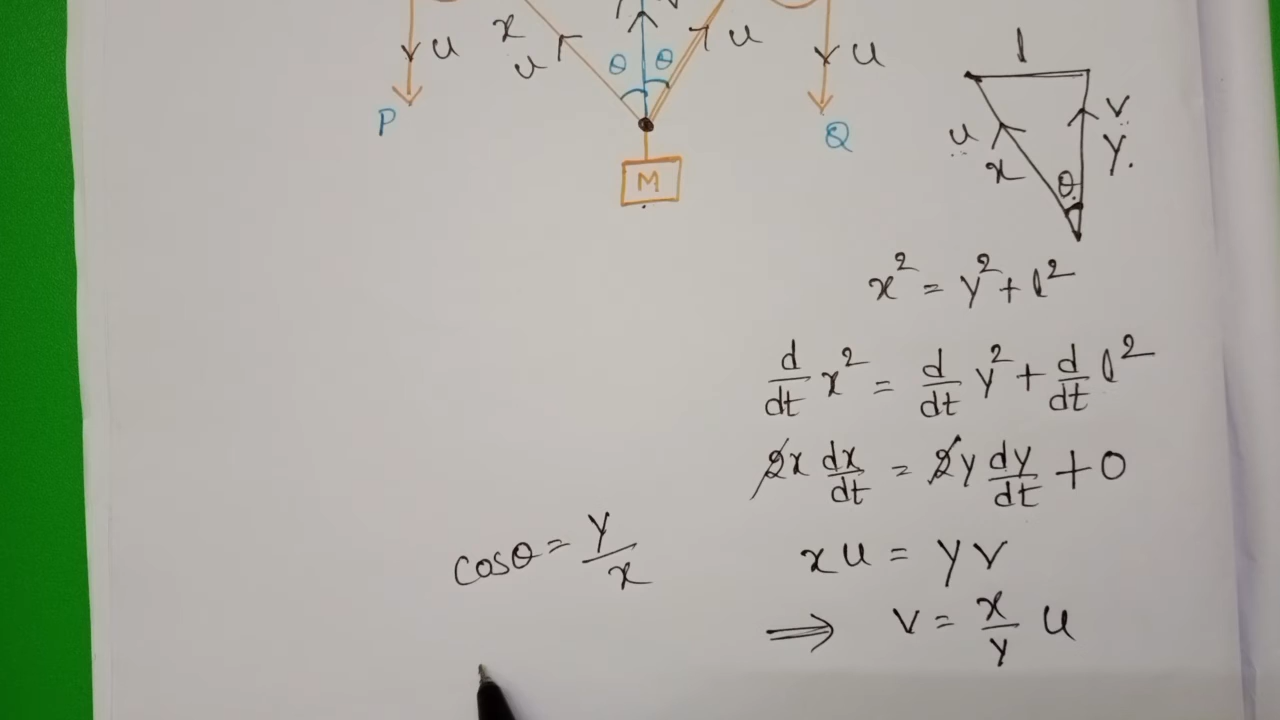 x
u
u
θ
θ
u
u
P
Q
M
l
u
x
v
y.
θ
x² = y² + l²
d/dt x² = d/dt y² + d/dt l²
2x dx/dt = 2y dy/dt + 0
cosθ = y/x
xu = yv
⇒ v = x/y u